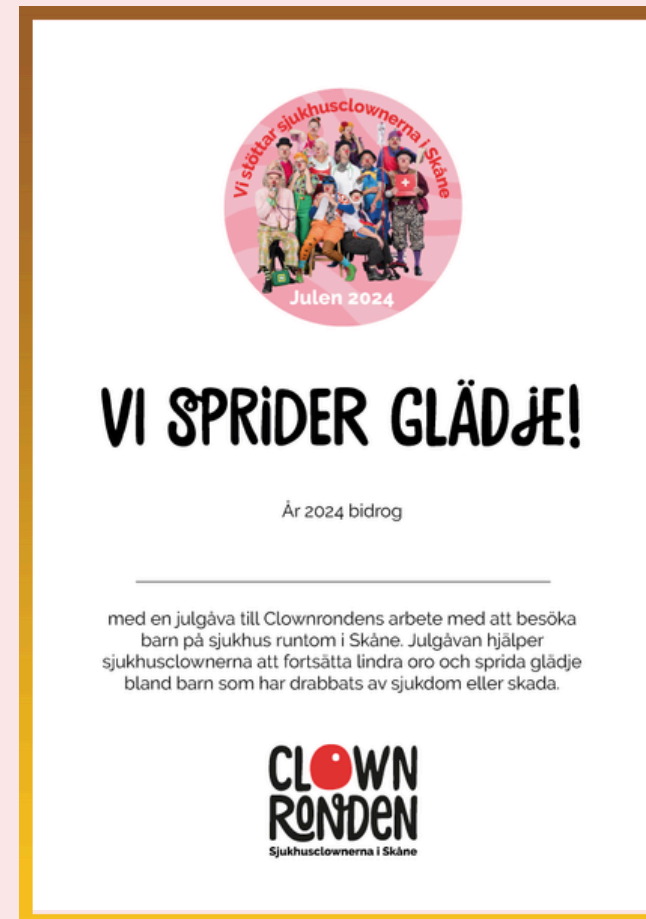 Vi stöttar sjukhusclownerna i Skåne
Julen 2024
VI SPRIDER GLÄDJE!
År 2024 bidrog
med en julgåva till Clownrondens arbete med att besöka
barn på sjukhus runtom i Skåne. Julgåvan hjälper
sjukhusclownerna att fortsätta lindra oro och sprida glädje
bland barn som har drabbats av sjukdom eller skada.
CLOWN
RONDEN
Sjukhusclownerna i Skåne